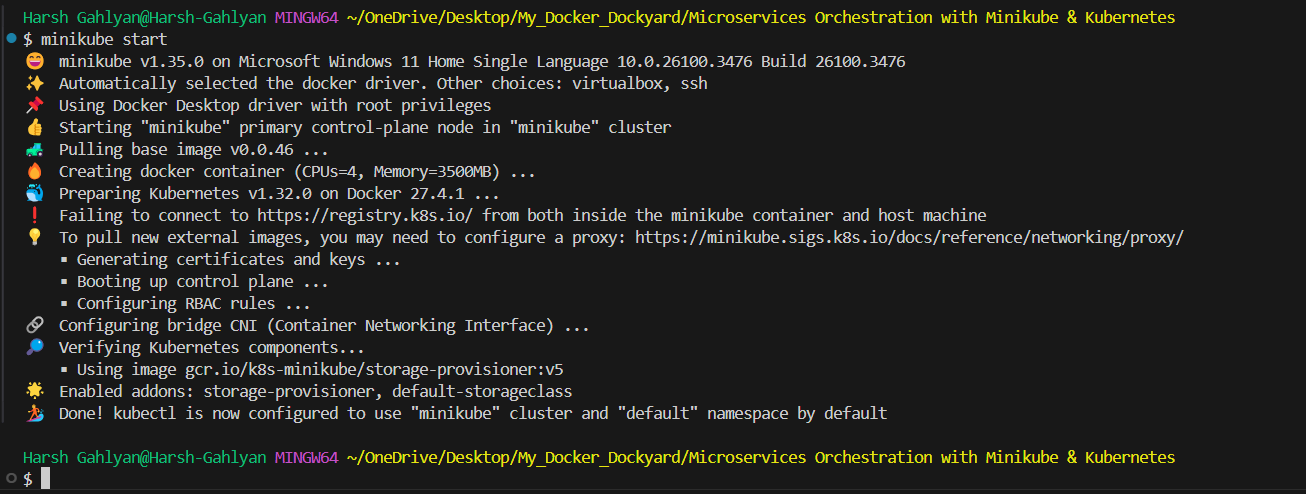 Harsh Gahlyan@Harsh-Gahlyan MINGW64 ~/OneDrive/Desktop/My_Docker_Dockyard/Microservices Orchestration with Minikube & Kubernetes
$ minikube start
😄 minikube v1.35.0 on Microsoft Windows 11 Home Single Language 10.0.26100.3476 Build 26100.3476
✨ Automatically selected the docker driver. Other choices: virtualbox, ssh
📌 Using Docker Desktop driver with root privileges
👍 Starting "minikube" primary control-plane node in "minikube" cluster
🚜 Pulling base image v0.0.46 ...
🔥 Creating docker container (CPUs=4, Memory=3500MB) ...
🐳 Preparing Kubernetes v1.32.0 on Docker 27.4.1 ...
❗ Failing to connect to https://registry.k8s.io/ from both inside the minikube container and host machine
💡 To pull new external images, you may need to configure a proxy: https://minikube.sigs.k8s.io/docs/reference/networking/proxy/
▪ Generating certificates and keys ...
▪ Booting up control plane ...
▪ Configuring RBAC rules ...
🔗 Configuring bridge CNI (Container Networking Interface) ...
🔎 Verifying Kubernetes components...
▪ Using image gcr.io/k8s-minikube/storage-provisioner:v5
🌟 Enabled addons: storage-provisioner, default-storageclass
🏄 Done! kubectl is now configured to use "minikube" cluster and "default" namespace by default
Harsh Gahlyan@Harsh-Gahlyan MINGW64 ~/OneDrive/Desktop/My_Docker_Dockyard/Microservices Orchestration with Minikube & Kubernetes
$